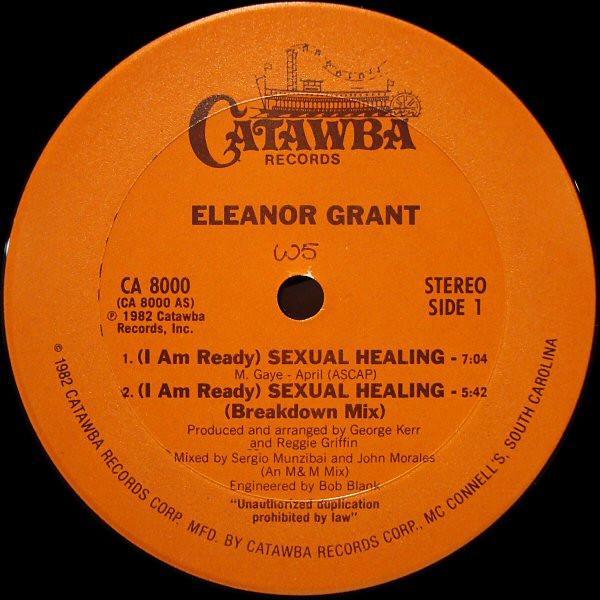 CATAWBA
RECORDS
ELEANOR GRANT
W5
CA 8000
(CA 8000 AS)
℗ 1982 Catawba
Records, Inc.
STEREO
SIDE 1
1. (I Am Ready) SEXUAL HEALING - 7:04
M. Gaye - April (ASCAP)
2. (I Am Ready) SEXUAL HEALING - 5:42
(Breakdown Mix)
Produced and arranged by George Kerr
and Reggie Griffin
Mixed by Sergio Munzibai and John Morales
(An M&M Mix)
Engineered by Bob Blank
"Unauthorized duplication
prohibited by law"
℗ 1982 CATAWBA RECORDS CORP. MFD. BY CATAWBA RECORDS CORP., MC CONNELL'S, SOUTH CAROLINA